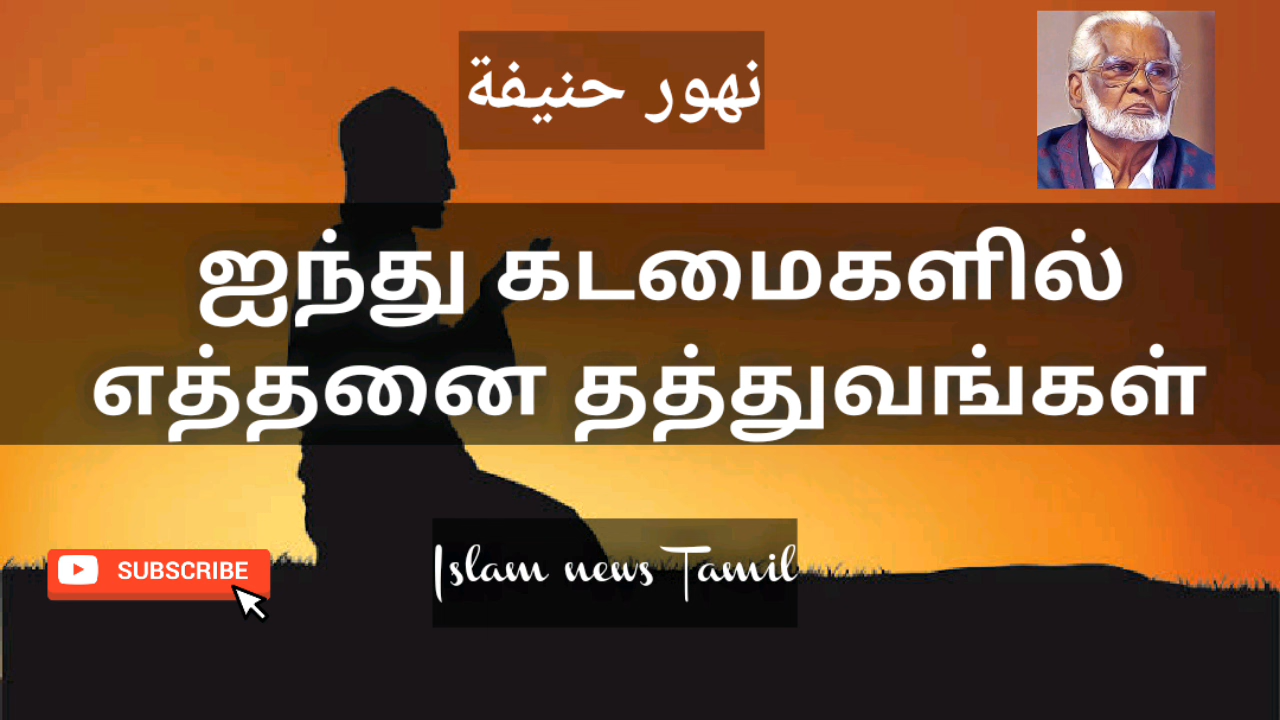 نهور حنيفة
ஐந்து கடமைகளில்
எத்தனை தத்துவங்கள்
SUBSCRIBE
Islam news Tamil